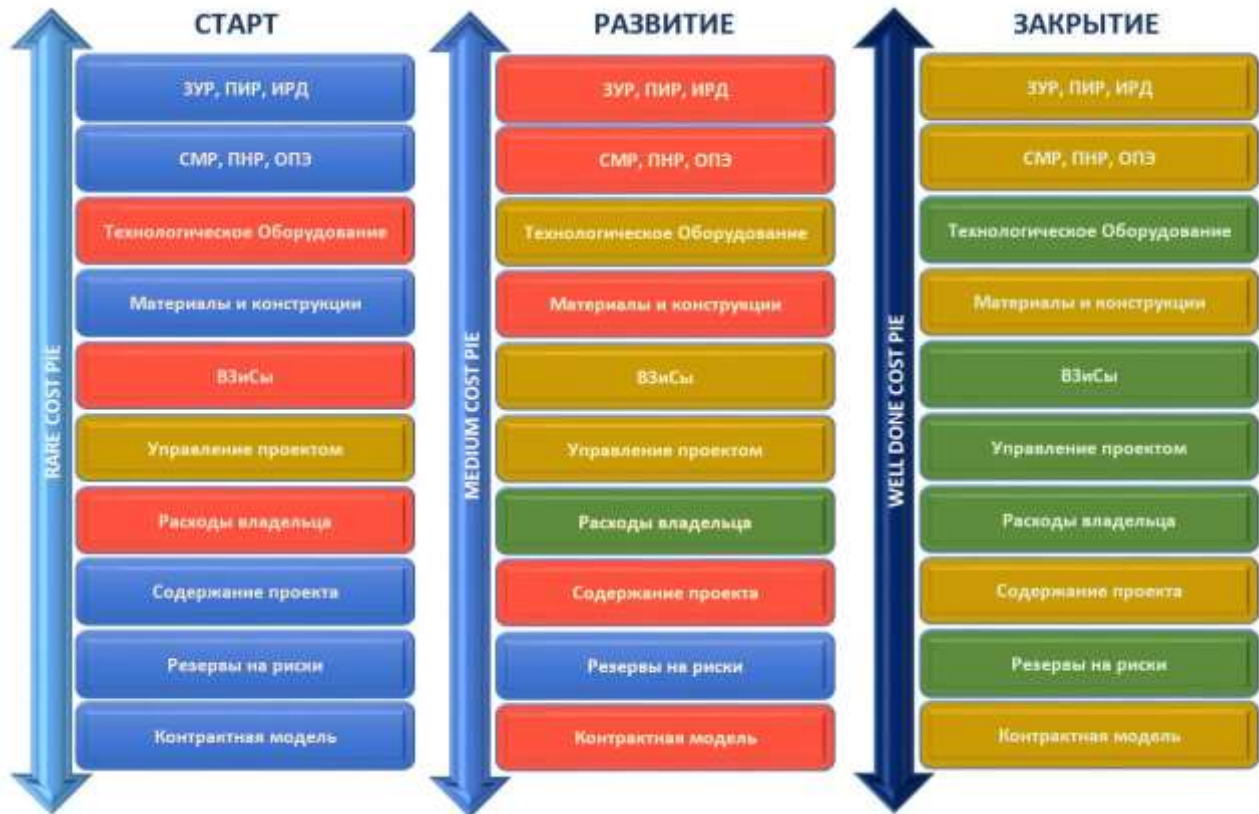 СТАРТ
ЗУР, ПИР, ИРД
СМР, ПНР, ОПЭ
Технологическое Оборудование
Материалы и конструкции
ВЗиСы
Управление проектом
Расходы владельца
Содержание проекта
Резервы на риски
Контрактная модель
RARE COST PIE
РАЗВИТИЕ
ЗУР, ПИР, ИРД
СМР, ПНР, ОПЭ
Технологическое Оборудование
Материалы и конструкции
ВЗиСы
Управление проектом
Расходы владельца
Содержание проекта
Резервы на риски
Контрактная модель
MEDIUM COST PIE
ЗАКРЫТИЕ
ЗУР, ПИР, ИРД
СМР, ПНР, ОПЭ
Технологическое Оборудование
Материалы и конструкции
ВЗиСы
Управление проектом
Расходы владельца
Содержание проекта
Резервы на риски
Контрактная модель
WELL DONE COST PIE